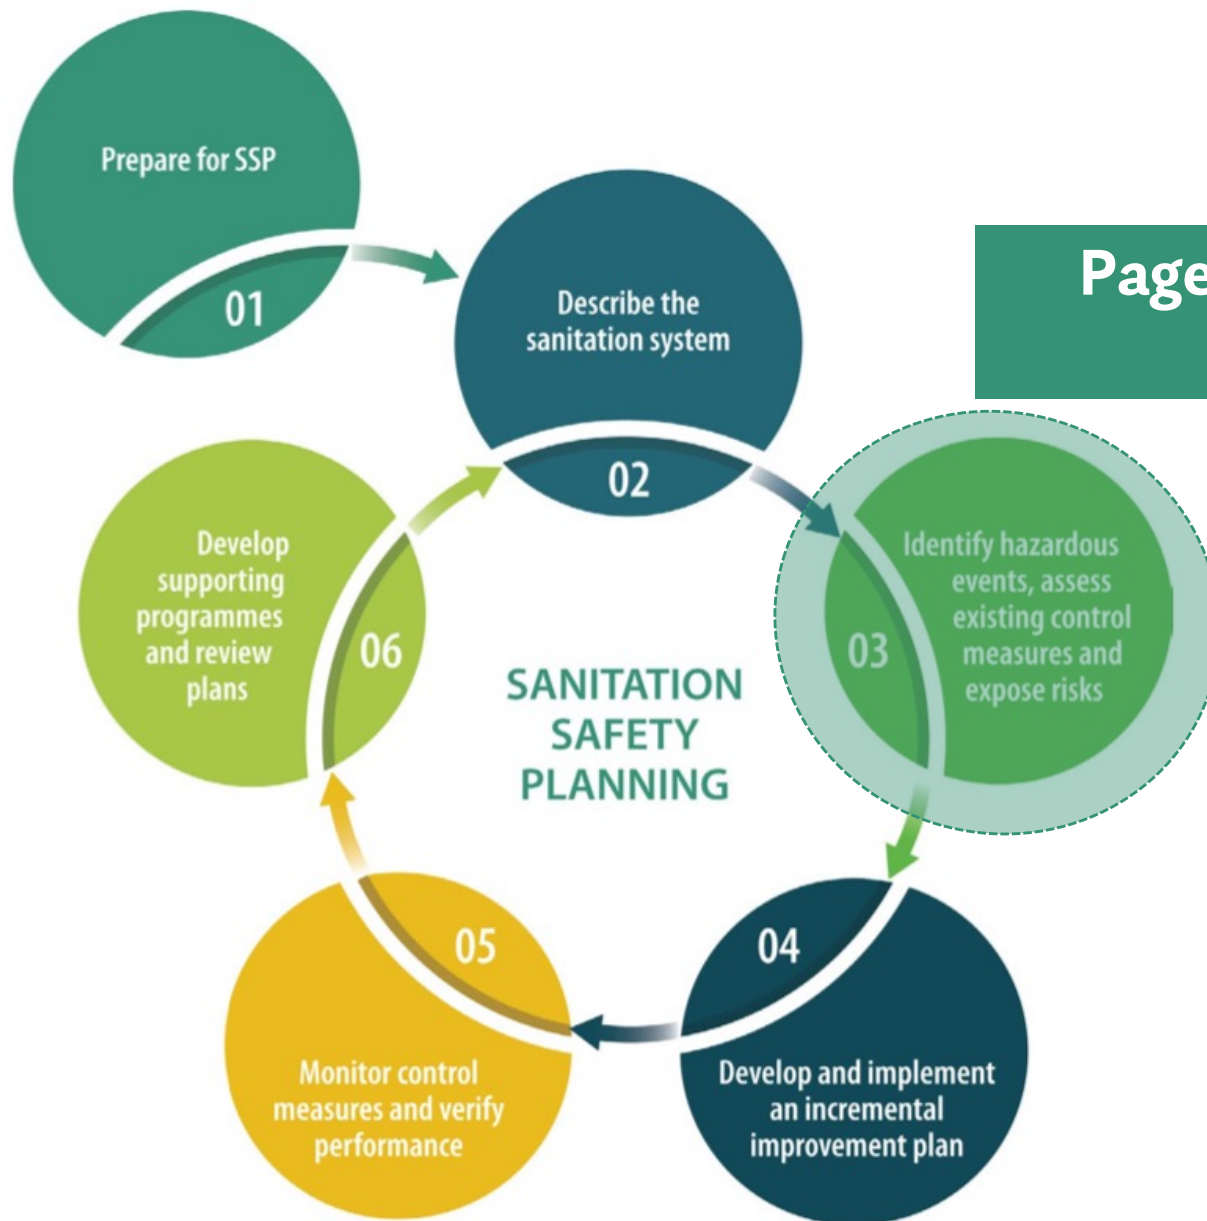 Prepare for SSP
01
Describe the
sanitation system
02
Page
Identify hazardous
events, assess
existing control
measures and
expose risks
03
Develop and implement
an incremental
improvement plan
04
Monitor control
measures and verify
performance
05
Develop
supporting
programmes
and review
plans
06
SANITATION
SAFETY
PLANNING